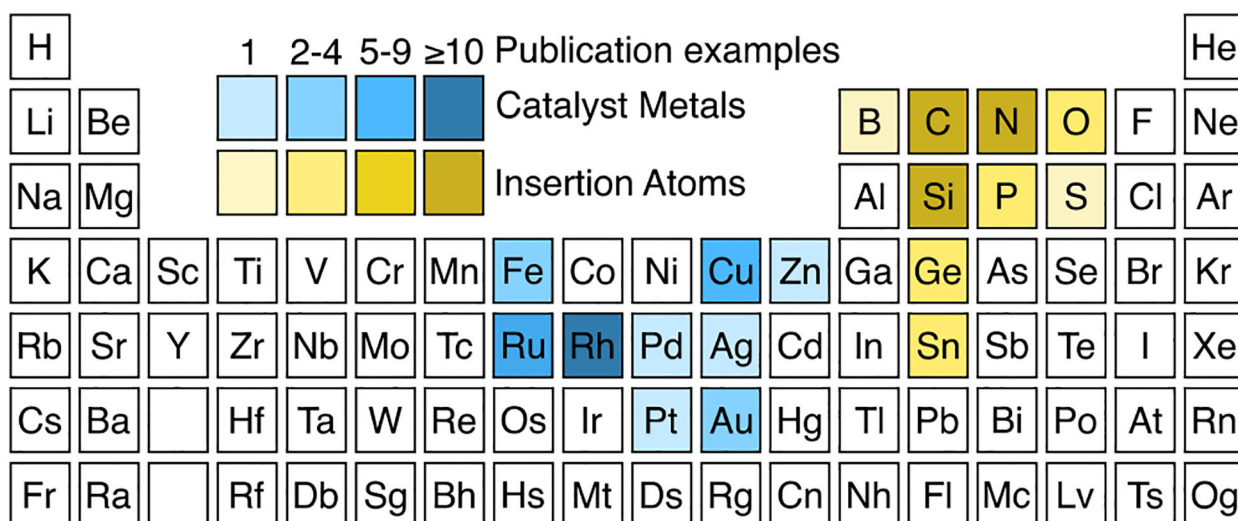 H He
1 2-4 5-9 ≥10 Publication examples
Catalyst Metals
Li Be B C N O F Ne
Insertion Atoms
Na Mg Al Si P S Cl Ar
K Ca Sc Ti V Cr Mn Fe Co Ni Cu Zn Ga Ge As Se Br Kr
Rb Sr Y Zr Nb Mo Tc Ru Rh Pd Ag Cd In Sn Sb Te I Xe
Cs Ba Hf Ta W Re Os Ir Pt Au Hg Tl Pb Bi Po At Rn
Fr Ra Rf Db Sg Bh Hs Mt Ds Rg Cn Nh Fl Mc Lv Ts Og